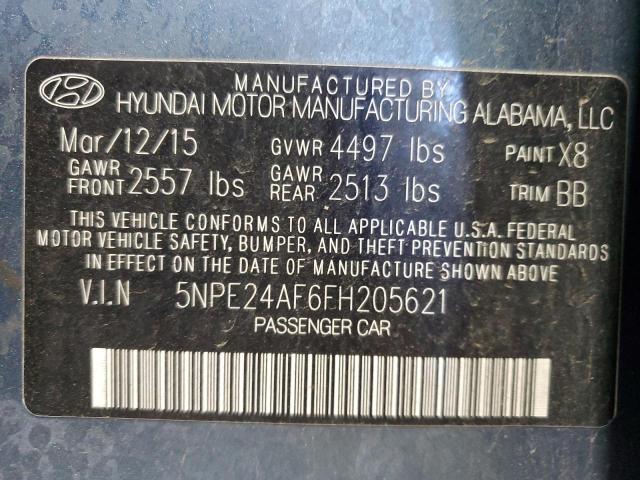 MANUFACTURED BY
HYUNDAI MOTOR MANUFACTURING ALABAMA, LLC
Mar/12/15 GVWR 4497 lbs PAINT X8
GAWR FRONT 2557 lbs GAWR REAR 2513 lbs TRIM BB
THIS VEHICLE CONFORMS TO ALL APPLICABLE U.S.A. FEDERAL
MOTOR VEHICLE SAFETY, BUMPER, AND THEFT PREVENTION STANDARDS
IN EFFECT ON THE DATE OF MANUFACTURE SHOWN ABOVE.
V.I.N 5NPE24AF6FH205621
PASSENGER CAR